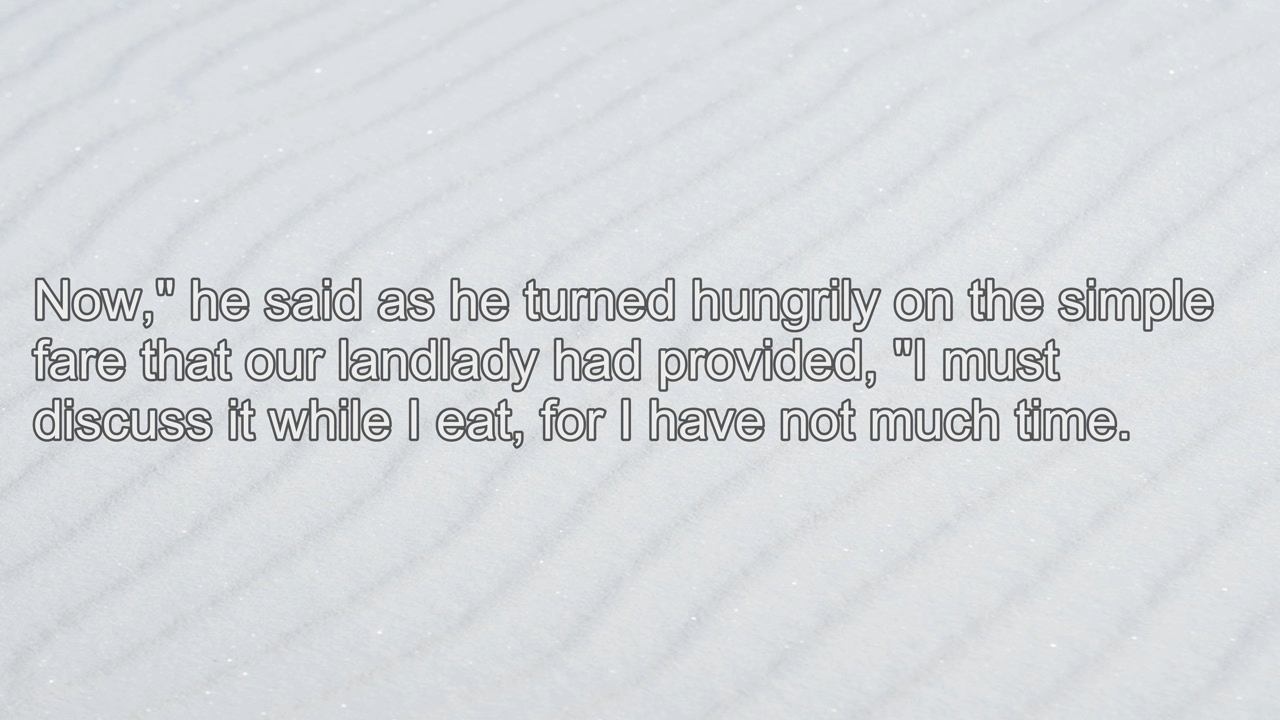 Now," he said as he turned hungrily on the simple
fare that our landlady had provided, "I must
discuss it while I eat, for I have not much time.